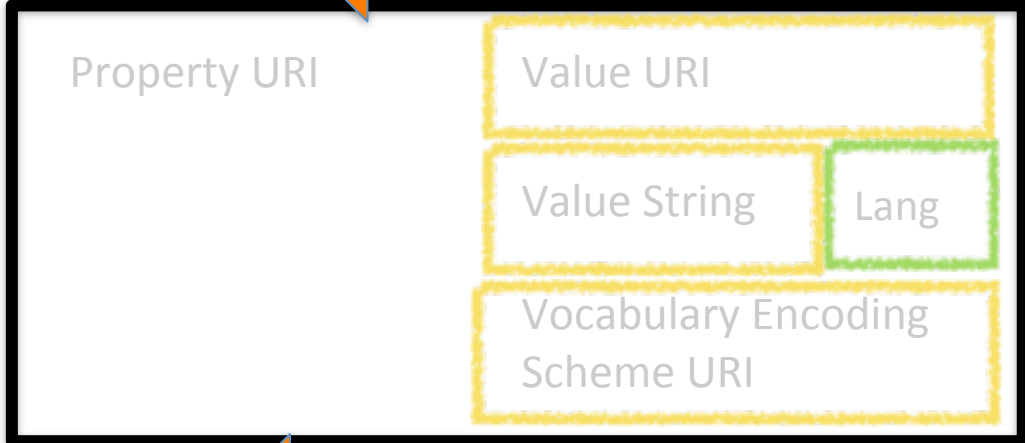 Property URI
Value URI
Value String
Lang
Vocabulary Encoding
Scheme URI